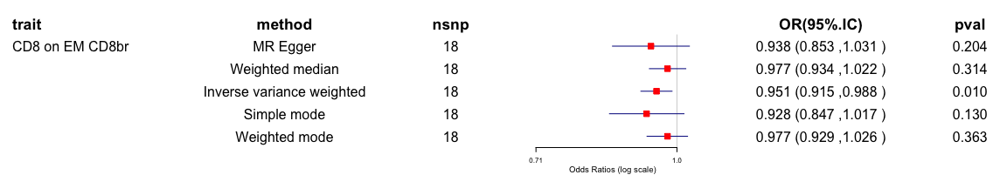 trait method nsnp OR(95%.IC) pval
CD8 on EM CD8br MR Egger 18 0.938 (0.853 ,1.031 ) 0.204
Weighted median 18 0.977 (0.934 ,1.022 ) 0.314
Inverse variance weighted 18 0.951 (0.915 ,0.988 ) 0.010
Simple mode 18 0.928 (0.847 ,1.017 ) 0.130
Weighted mode 18 0.977 (0.929 ,1.026 ) 0.363
0.71 1.0
Odds Ratios (log scale)